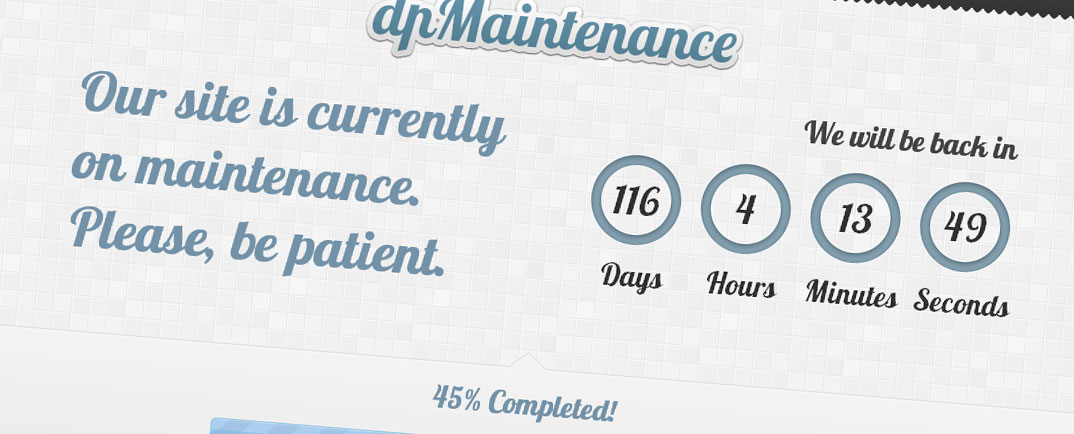 dpMaintenance
Our site is currently
on maintenance.
Please, be patient.
We will be back in
116 4 13 49
Days Hours Minutes Seconds
45% Completed!